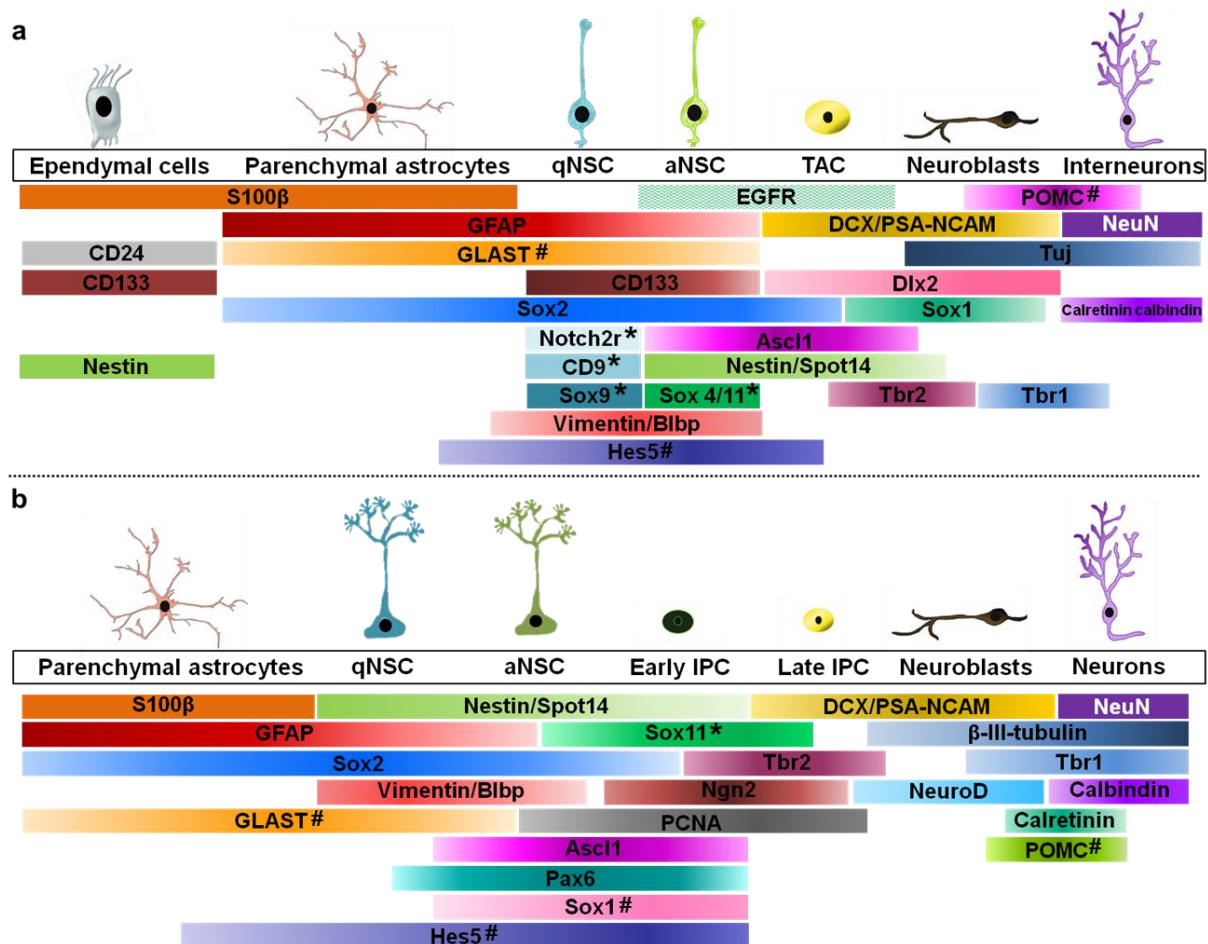 a
Ependymal cells Parenchymal astrocytes qNSC aNSC TAC Neuroblasts Interneurons
S100β EGFR POMC#
GFAP DCX/PSA-NCAM NeuN
CD24 GLAST# Tuj
CD133 CD133 Dlx2
Sox2 Sox1 Calretinin calbindin
Notch2r* Ascl1
Nestin CD9* Nestin/Spot14
Sox9* Sox 4/11* Tbr2 Tbr1
Vimentin/Blbp
Hes5#
b
Parenchymal astrocytes qNSC aNSC Early IPC Late IPC Neuroblasts Neurons
S100β Nestin/Spot14 DCX/PSA-NCAM NeuN
GFAP Sox11* β-III-tubulin
Sox2 Tbr2 Tbr1
Vimentin/Blbp Ngn2 NeuroD Calbindin
GLAST# PCNA Calretinin
Ascl1 POMC#
Pax6
Sox1#
Hes5#